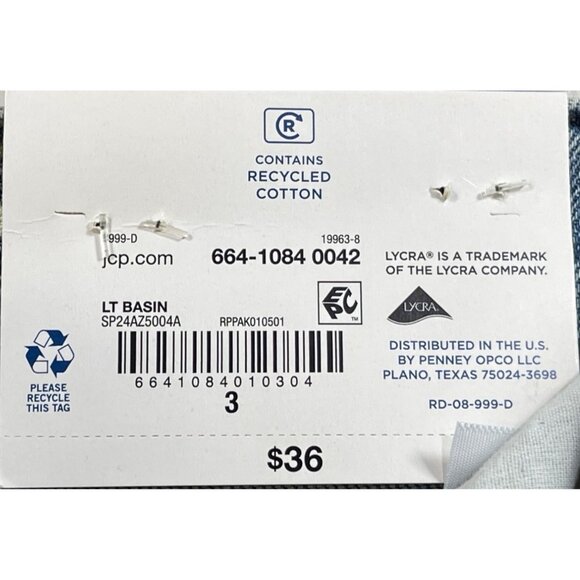 R
CONTAINS
RECYCLED
COTTON
999-D 19963-8
jcp.com 664-1084 0042
LYCRA® IS A TRADEMARK
OF THE LYCRA COMPANY.
EPC
LYCRA
LT BASIN
SP24AZ5004A RPPAK010501
6641084010304
3
PLEASE
RECYCLE
THIS TAG
DISTRIBUTED IN THE U.S.
BY PENNEY OPCO LLC
PLANO, TEXAS 75024-3698
RD-08-999-D
$36